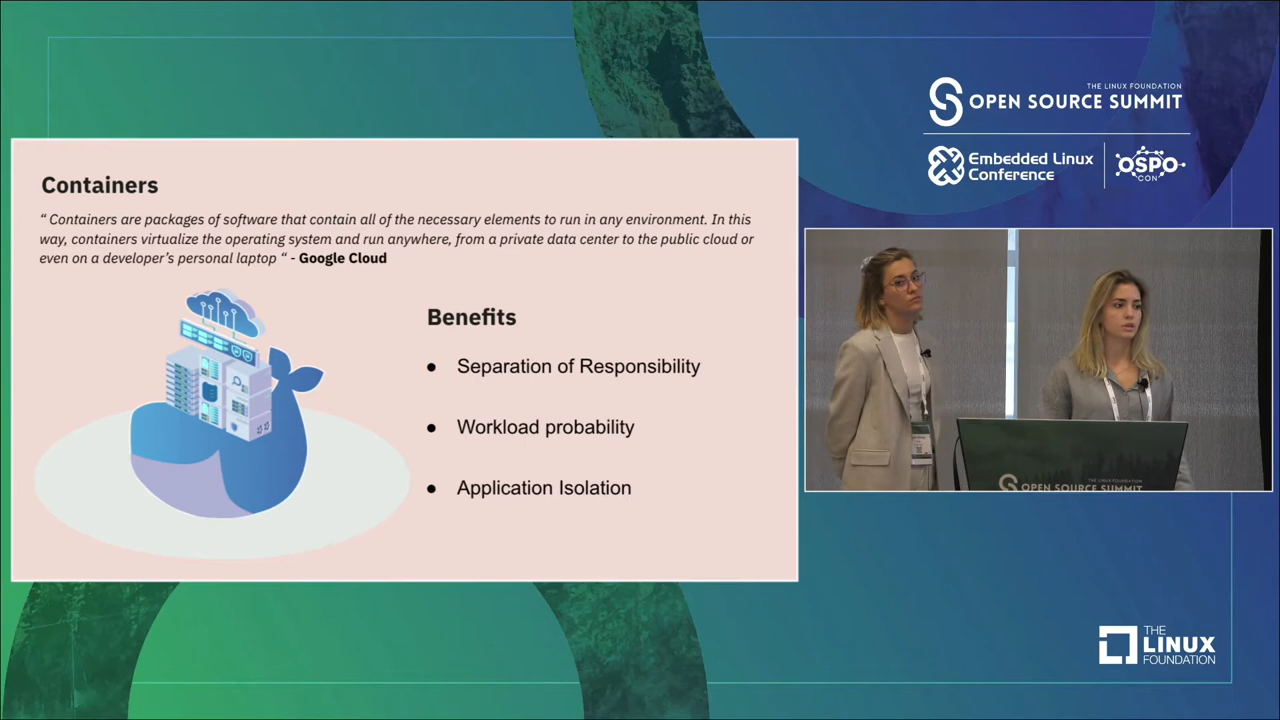 THE LINUX FOUNDATION
OPEN SOURCE SUMMIT
Embedded Linux
Conference
OSPO
CON
Containers
“ Containers are packages of software that contain all of the necessary elements to run in any environment. In this
way, containers virtualize the operating system and run anywhere, from a private data center to the public cloud or
even on a developer’s personal laptop “ - Google Cloud
Benefits
● Separation of Responsibility
● Workload probability
● Application Isolation
OPEN SOURCE SUMMIT
THE
LINUX
FOUNDATION